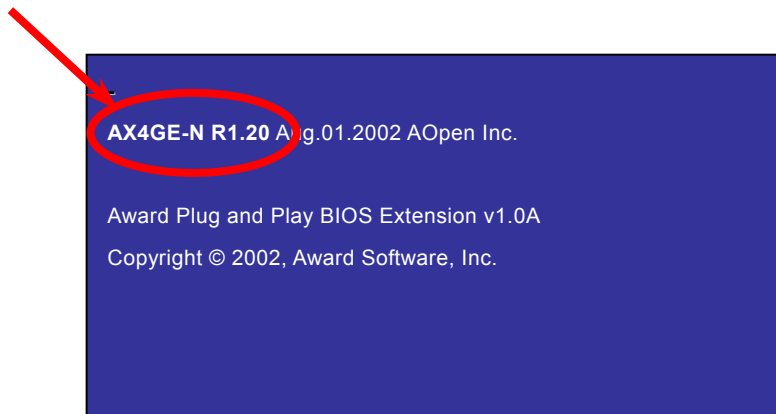 AX4GE-N R1.20 Aug.01.2002 AOpen Inc.
Award Plug and Play BIOS Extension v1.0A
Copyright © 2002, Award Software, Inc.